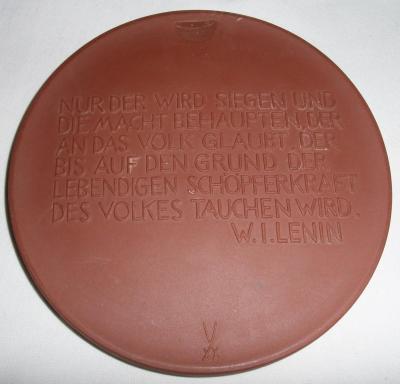 NUR DER WIRD SIEGEN UND
DIE MACHT BEHAUPTEN, DER
AN DAS VOLK GLAUBT, DER
BIS AUF DEN GRUND DER
LEBENDIGEN SCHÖPFERKRAFT
DES VOLKES TAUCHEN WIRD.
W. I. LENIN